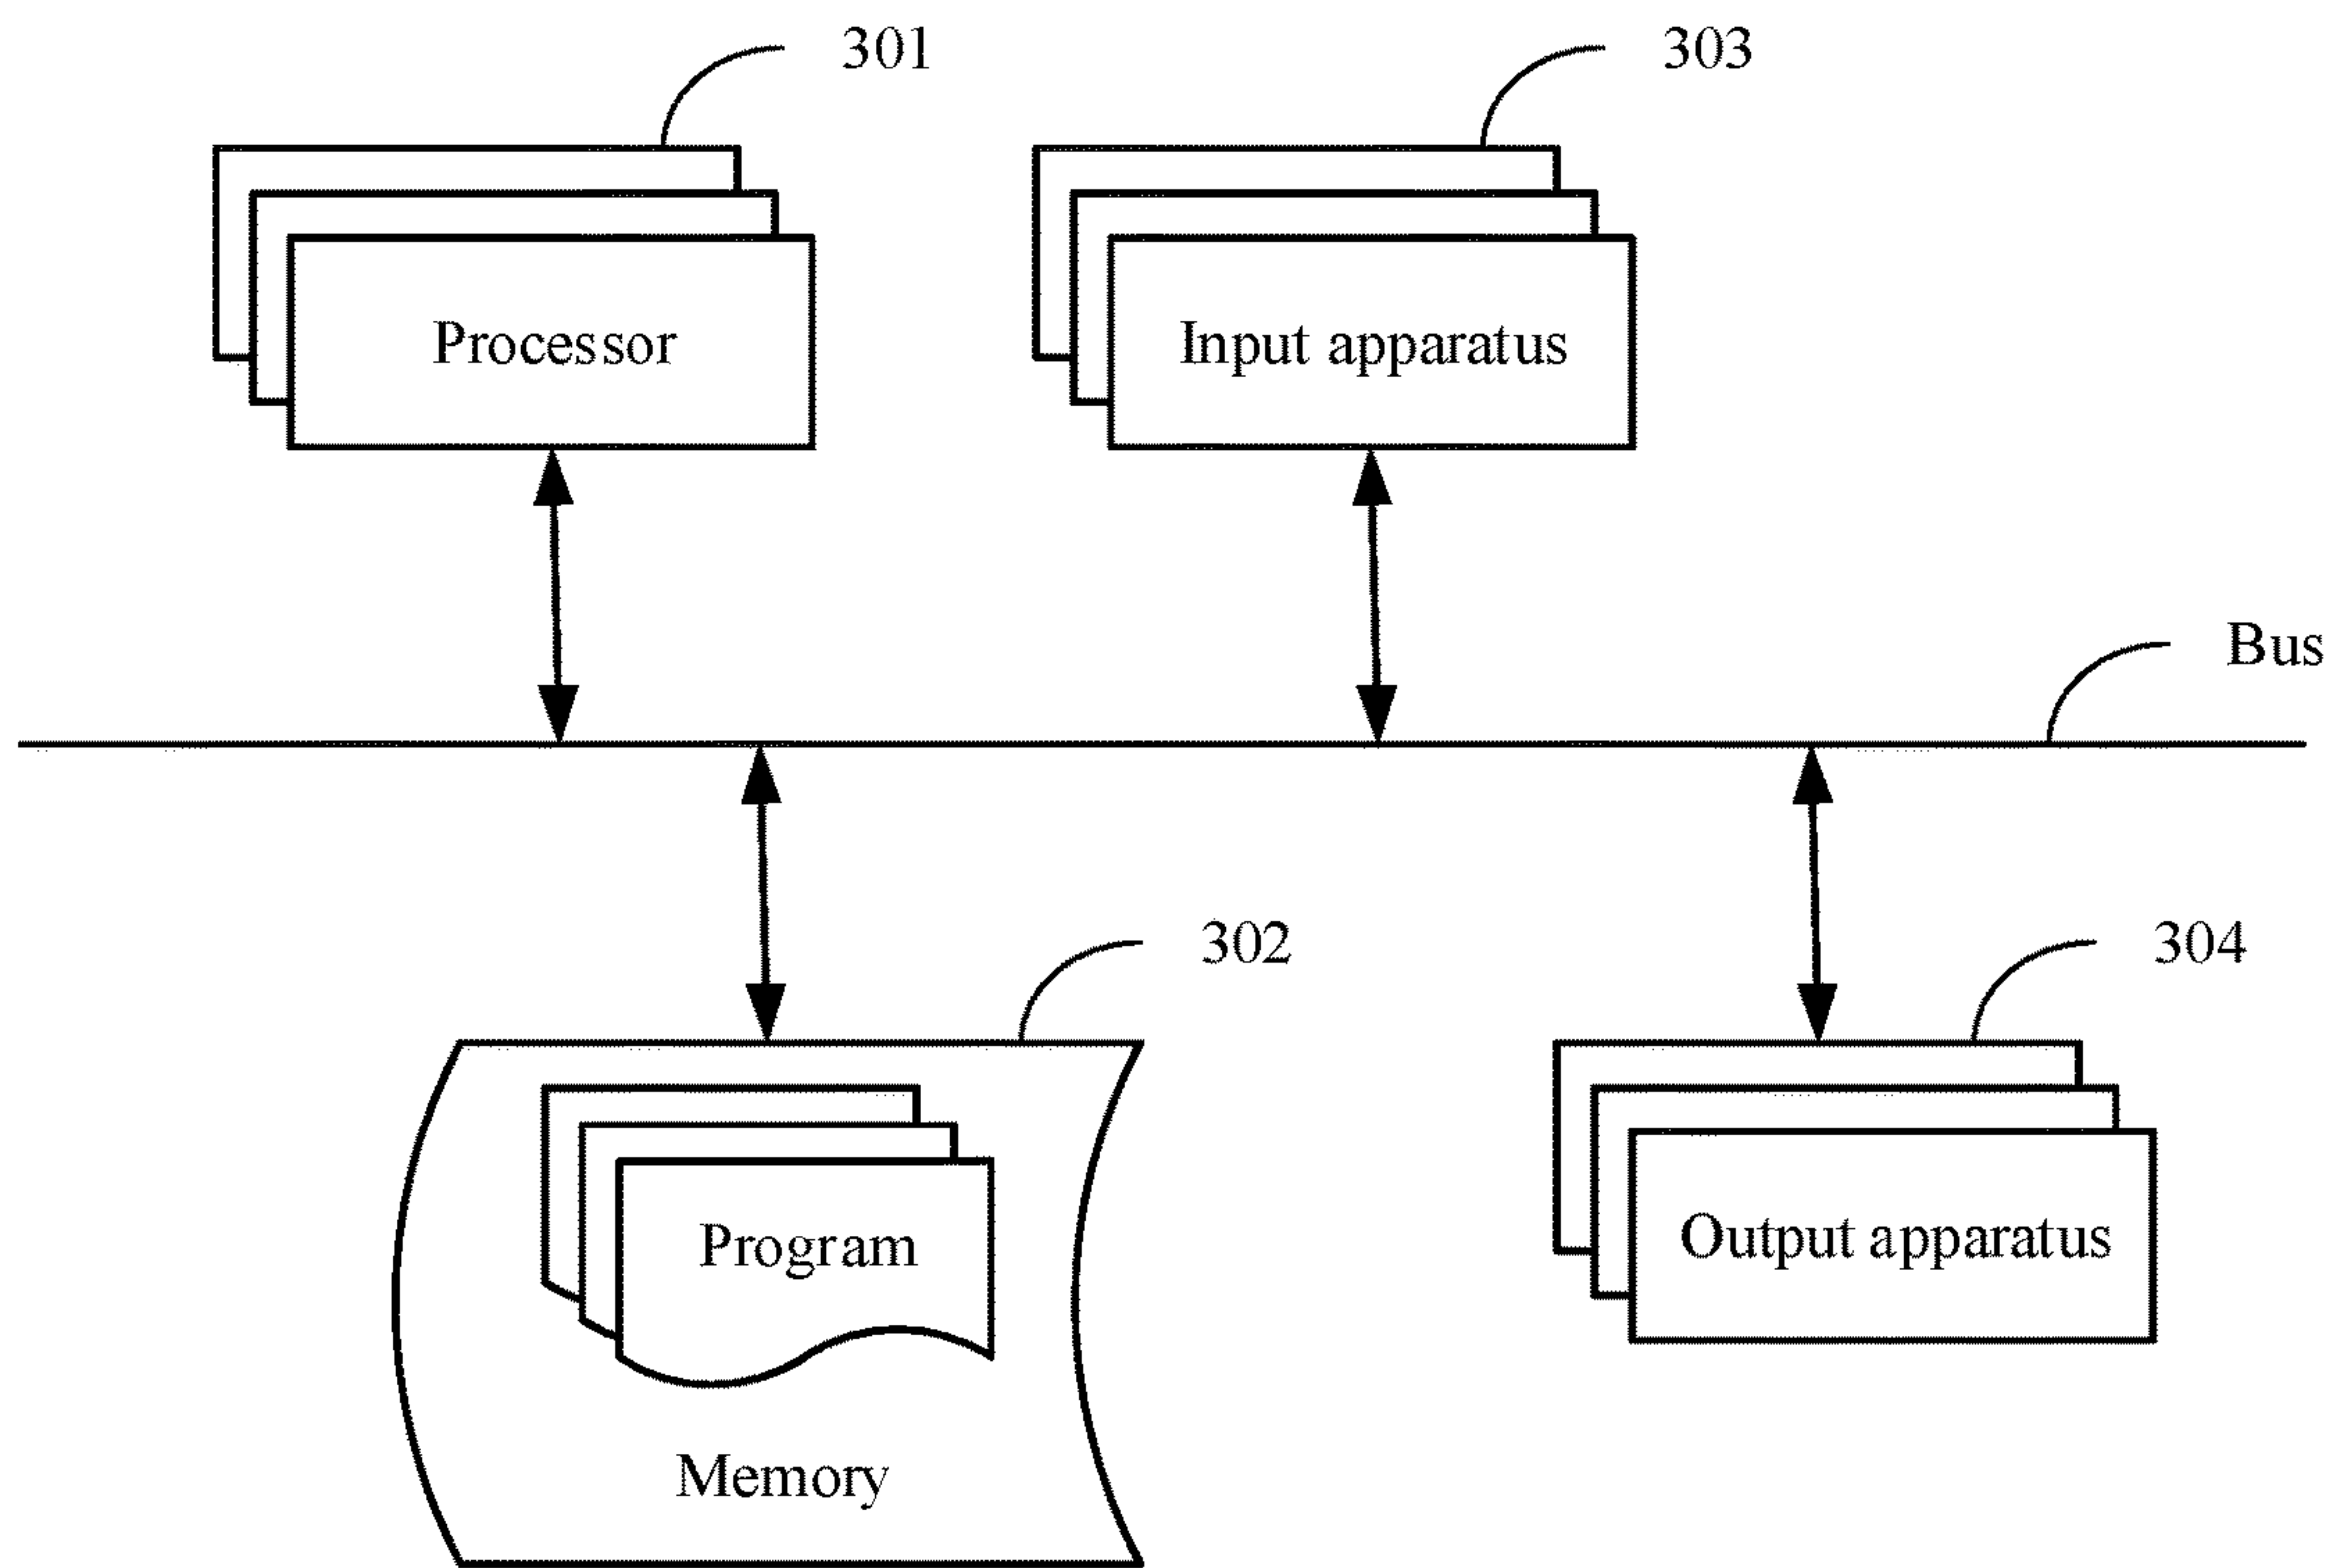 301
303
Processor
Input apparatus
Bus
302
304
Program
Output apparatus
Memory